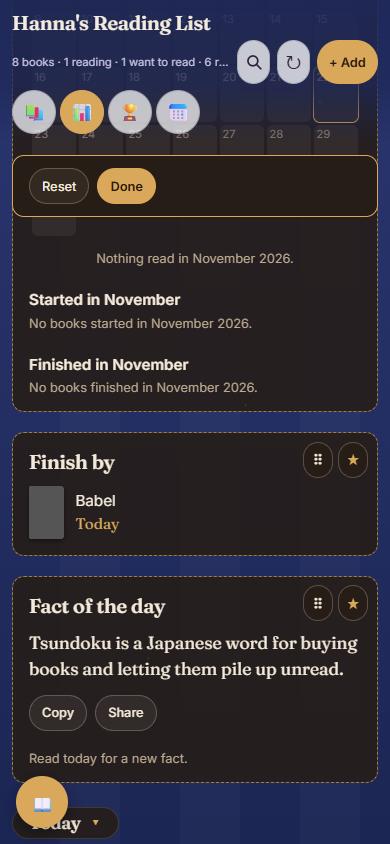 Hanna's Reading List
13 14 15
8 books · 1 reading · 1 want to read · 6 r...
+ Add
16 17 18 19 20 21
23 24 25 26 27 28 29
Reset Done
Nothing read in November 2026.
Started in November
No books started in November 2026.
Finished in November
No books finished in November 2026.
Finish by
Babel
Today
Fact of the day
Tsundoku is a Japanese word for buying
books and letting them pile up unread.
Copy Share
Read today for a new fact.
Today